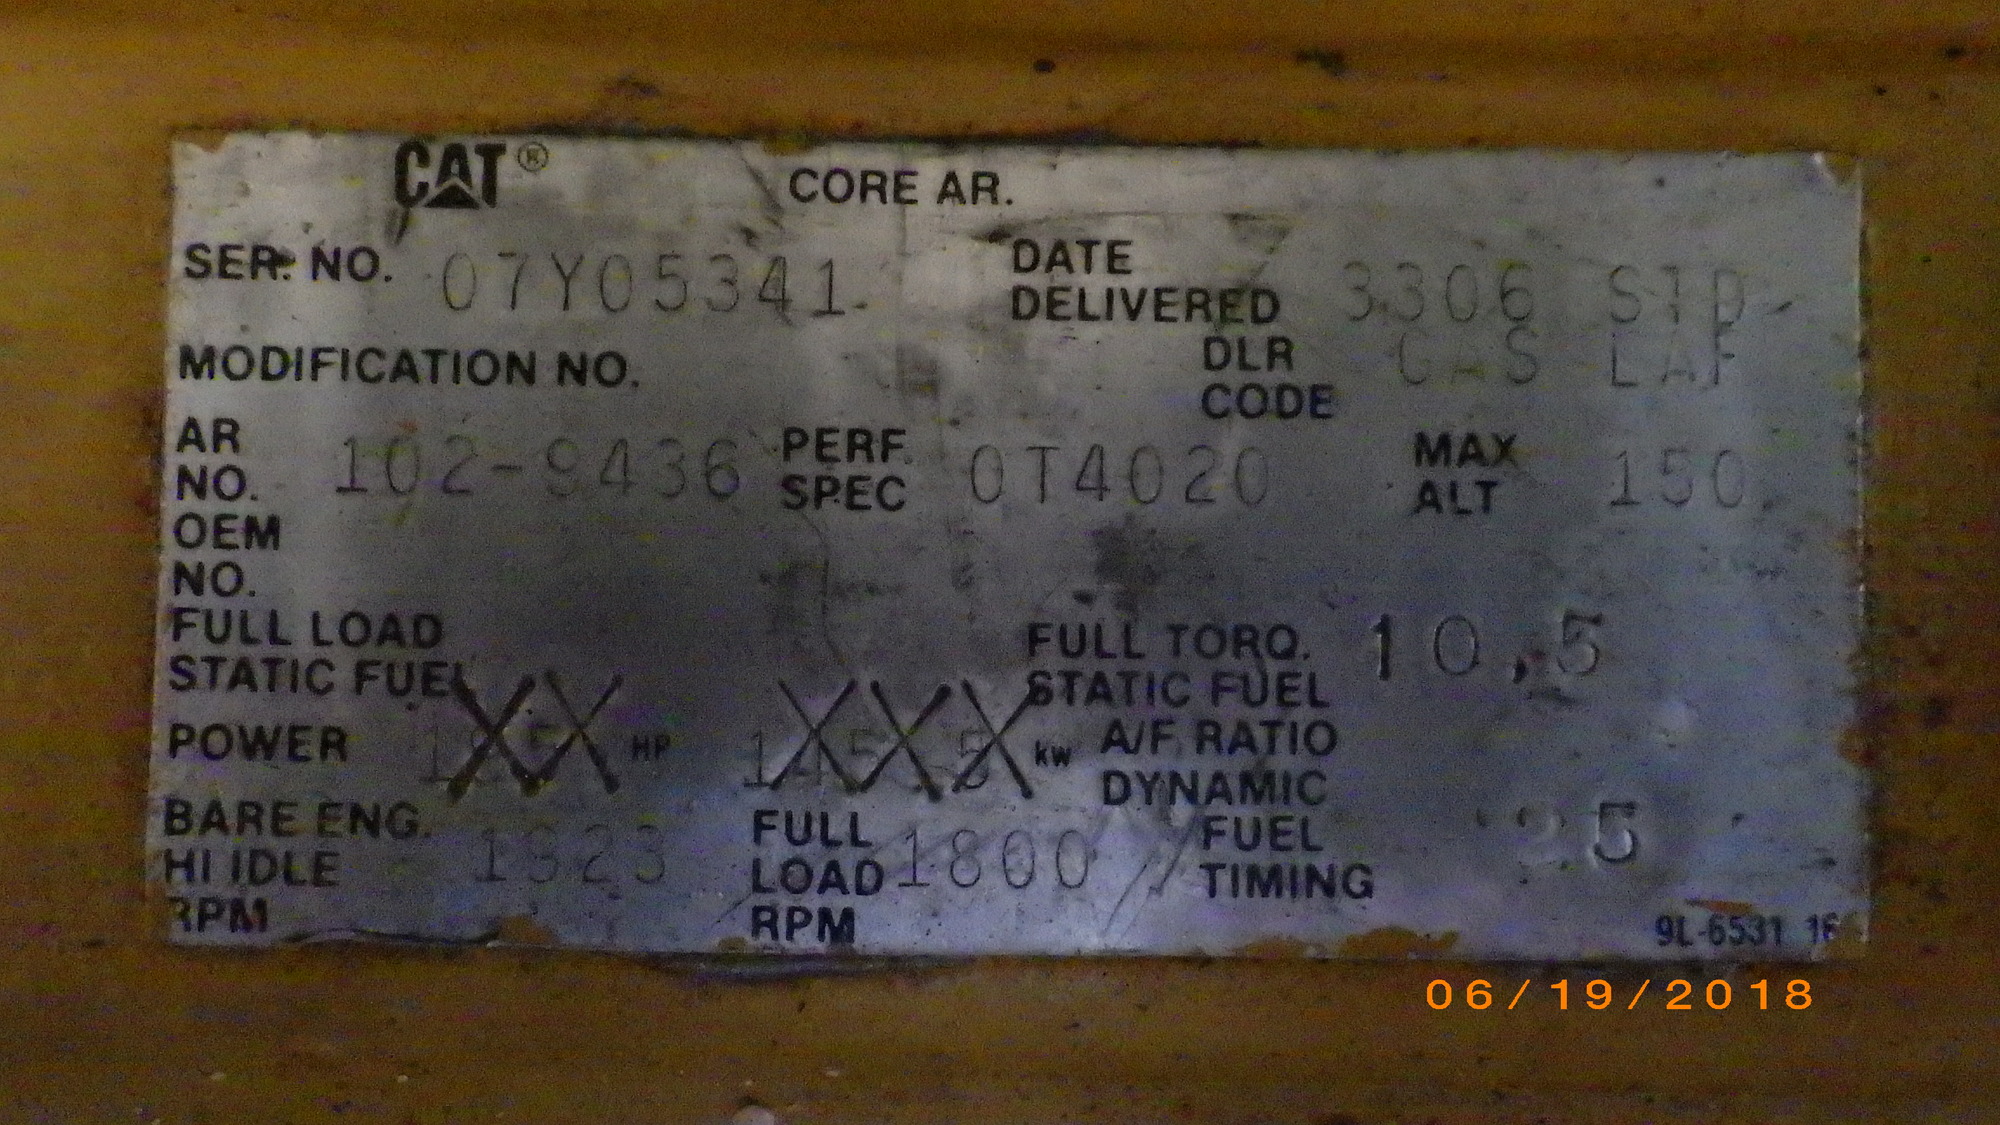 CAT® CORE AR.
SER. NO. 07Y05341 DATE DELIVERED 3306 STD
MODIFICATION NO. DLR CODE GAS LAF
AR NO. 102-9436 PERF. SPEC 0T4020 MAX ALT 150
OEM NO.
FULL LOAD STATIC FUEL FULL TORQ. STATIC FUEL 10.5
POWER HP kW A/F RATIO DYNAMIC
BARE ENG. HI IDLE RPM 1923 FULL LOAD RPM 1800 FUEL TIMING
9L-6531 16
06/19/2018